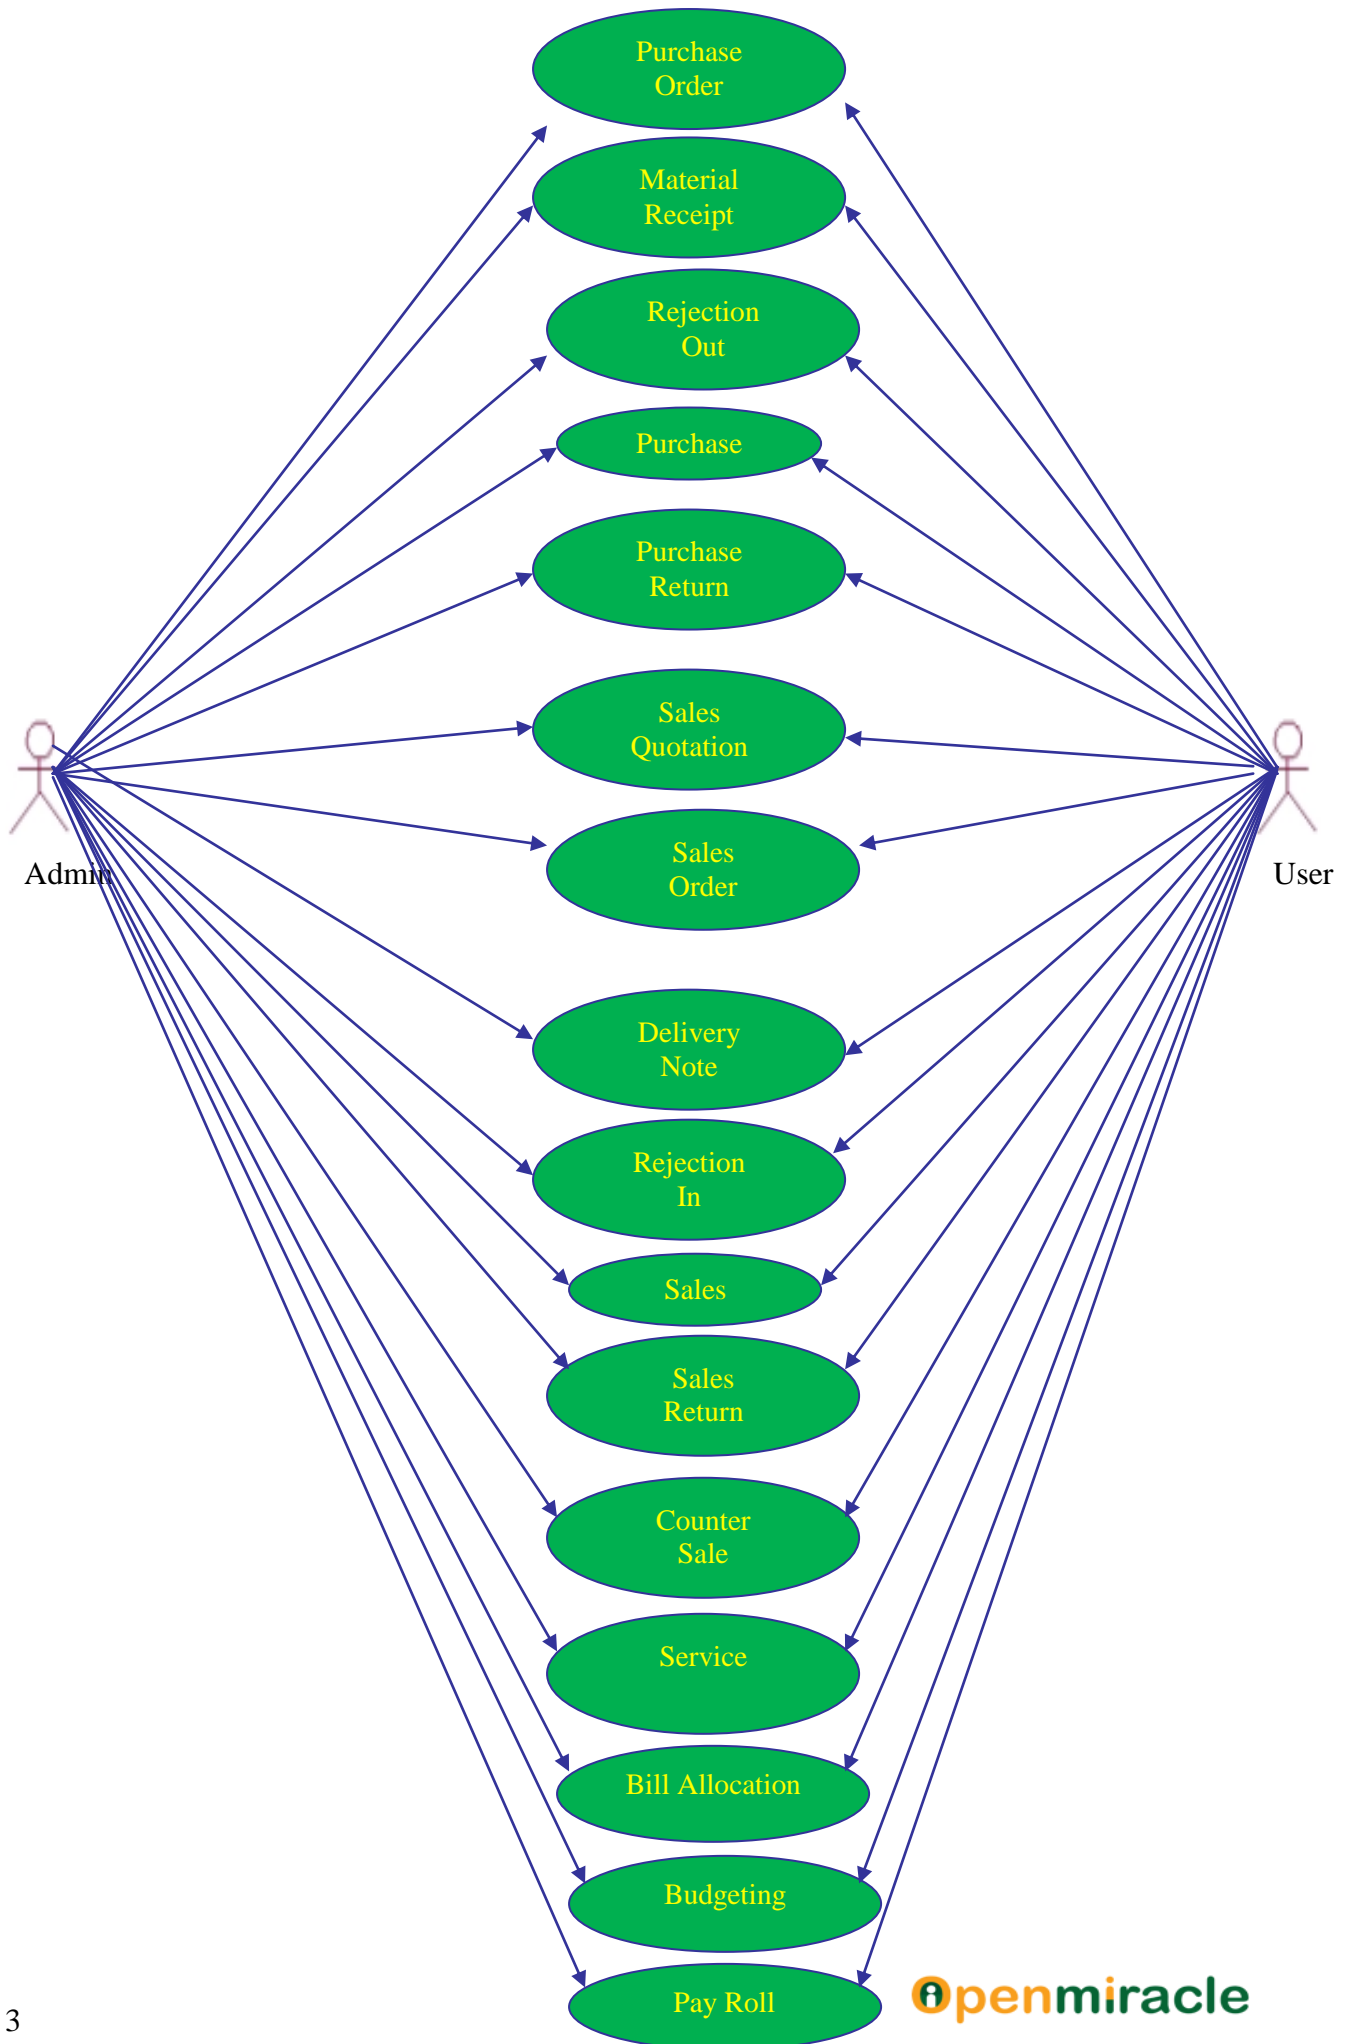 Purchase
Order
Material
Receipt
Rejection
Out
Purchase
Purchase
Return
Sales
Quotation
Sales
Order
Admin
User
Delivery
Note
Rejection
In
Sales
Sales
Return
Counter
Sale
Service
Bill Allocation
Budgeting
Pay Roll
Openmiracle
3